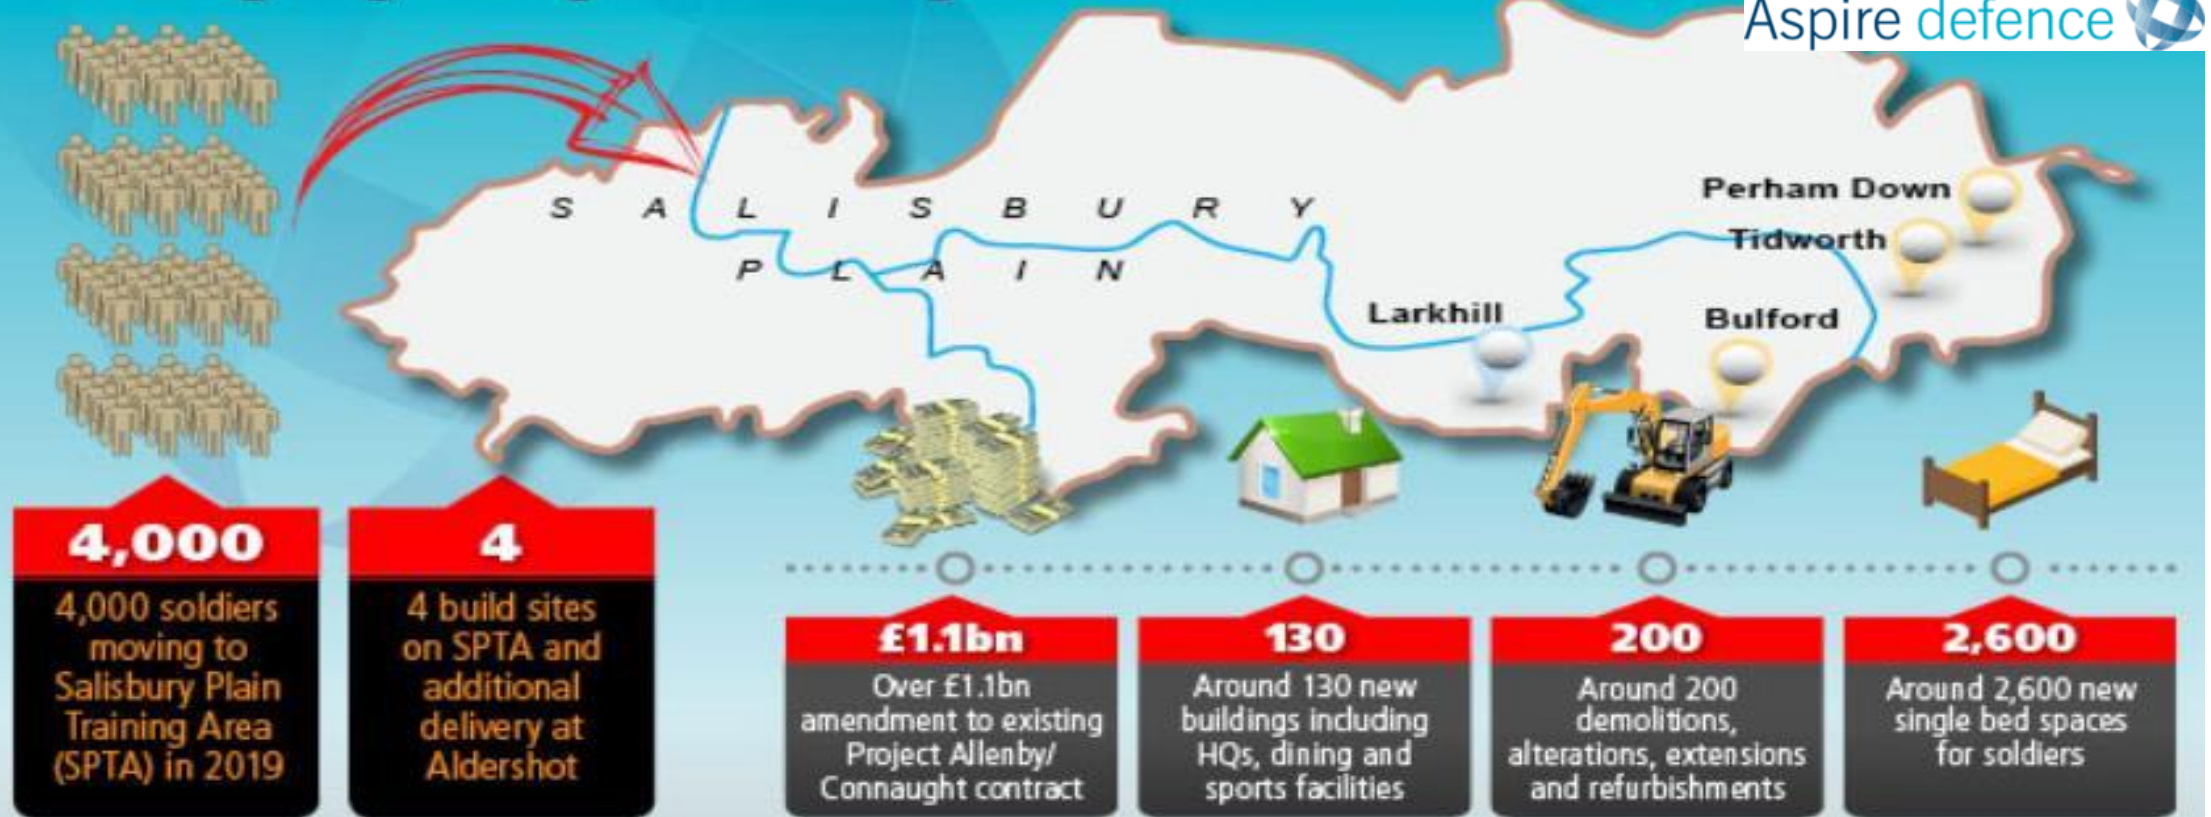 Aspire defence
Perham Down
Tidworth
S A L I S B U R Y
P L A I N
Larkhill
Bulford
4,000
4,000 soldiers
moving to
Salisbury Plain
Training Area
(SPTA) in 2019
4
4 build sites
on SPTA and
additional
delivery at
Aldershot
£1.1bn
Over £1.1bn
amendment to existing
Project Allenby/
Connaught contract
130
Around 130 new
buildings including
HQs, dining and
sports facilities
200
Around 200
demolitions,
alterations, extensions
and refurbishments
2,600
Around 2,600 new
single bed spaces
for soldiers